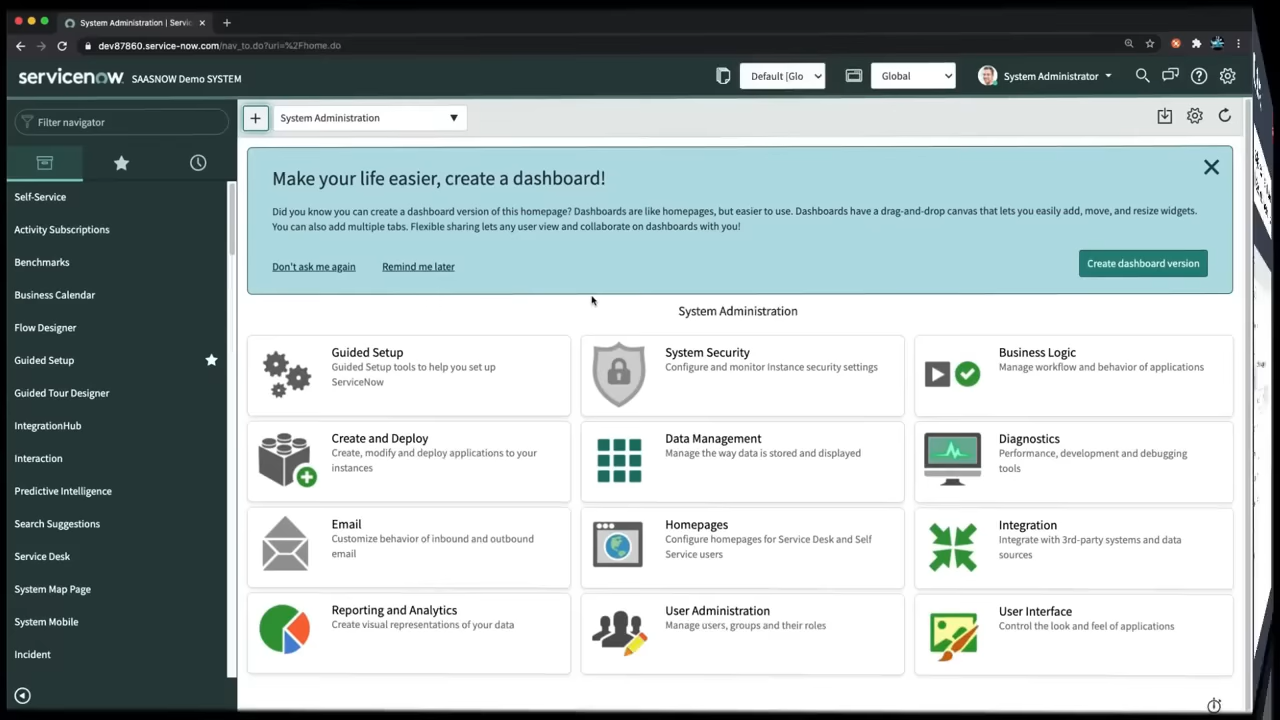 System Administration | Servic
dev87860.service-now.com/nav_to.do?uri=%2Fhome.do
servicenow SAASNOW Demo SYSTEM
Default [Glo
Global
System Administrator
Filter navigator
System Administration
Self-Service
Activity Subscriptions
Benchmarks
Business Calendar
Flow Designer
Guided Setup
Guided Tour Designer
IntegrationHub
Interaction
Predictive Intelligence
Search Suggestions
Service Desk
System Map Page
System Mobile
Incident
Make your life easier, create a dashboard!
Did you know you can create a dashboard version of this homepage? Dashboards are like homepages, but easier to use. Dashboards have a drag-and-drop canvas that lets you easily add, move, and resize widgets.
You can also add multiple tabs. Flexible sharing lets any user view and collaborate on dashboards with you!
Don't ask me again
Remind me later
Create dashboard version
System Administration
Guided Setup
Guided Setup tools to help you set up
ServiceNow
System Security
Configure and monitor Instance security settings
Business Logic
Manage workflow and behavior of applications
Create and Deploy
Create, modify and deploy applications to your
instances
Data Management
Manage the way data is stored and displayed
Diagnostics
Performance, development and debugging
tools
Email
Customize behavior of inbound and outbound
email
Homepages
Configure homepages for Service Desk and Self
Service users
Integration
Integrate with 3rd-party systems and data
sources
Reporting and Analytics
Create visual representations of your data
User Administration
Manage users, groups and their roles
User Interface
Control the look and feel of applications